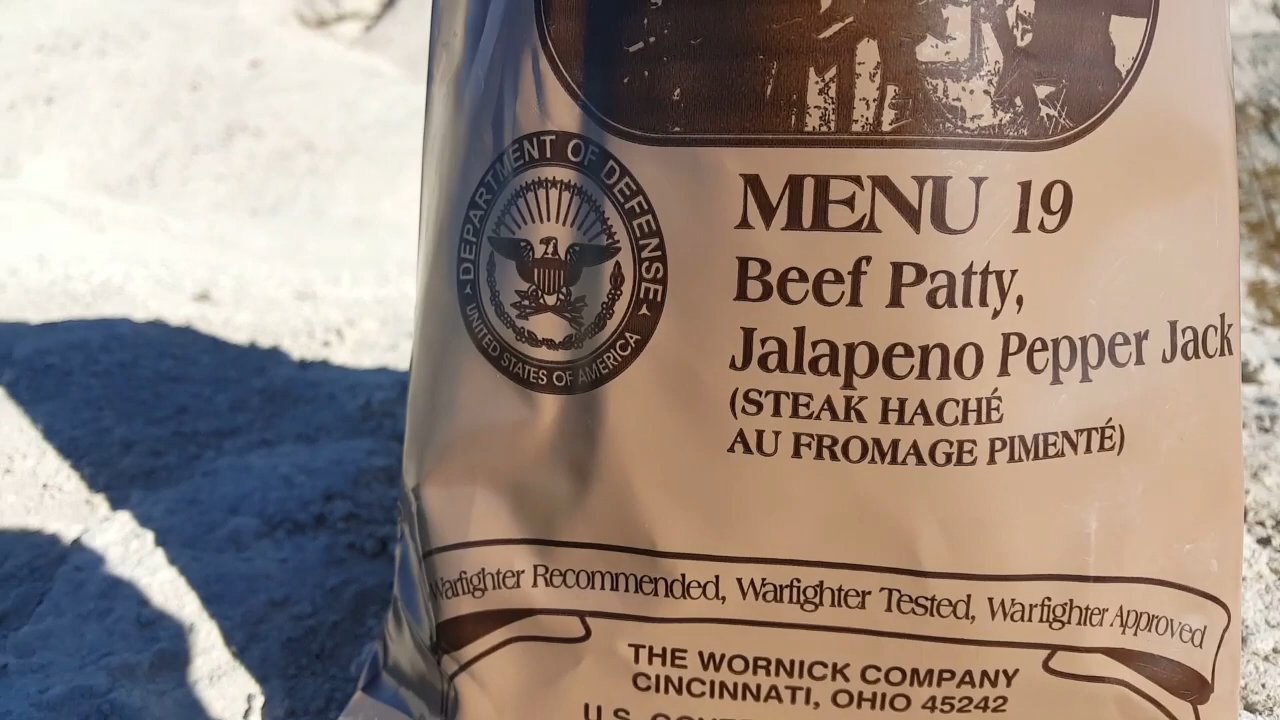 DEPARTMENT OF DEFENSE
UNITED STATES OF AMERICA
MENU 19
Beef Patty,
Jalapeno Pepper Jack
(STEAK HACHÉ
AU FROMAGE PIMENTÉ)
Warfighter Recommended, Warfighter Tested, Warfighter Approved
THE WORNICK COMPANY
CINCINNATI, OHIO 45242
U.S.